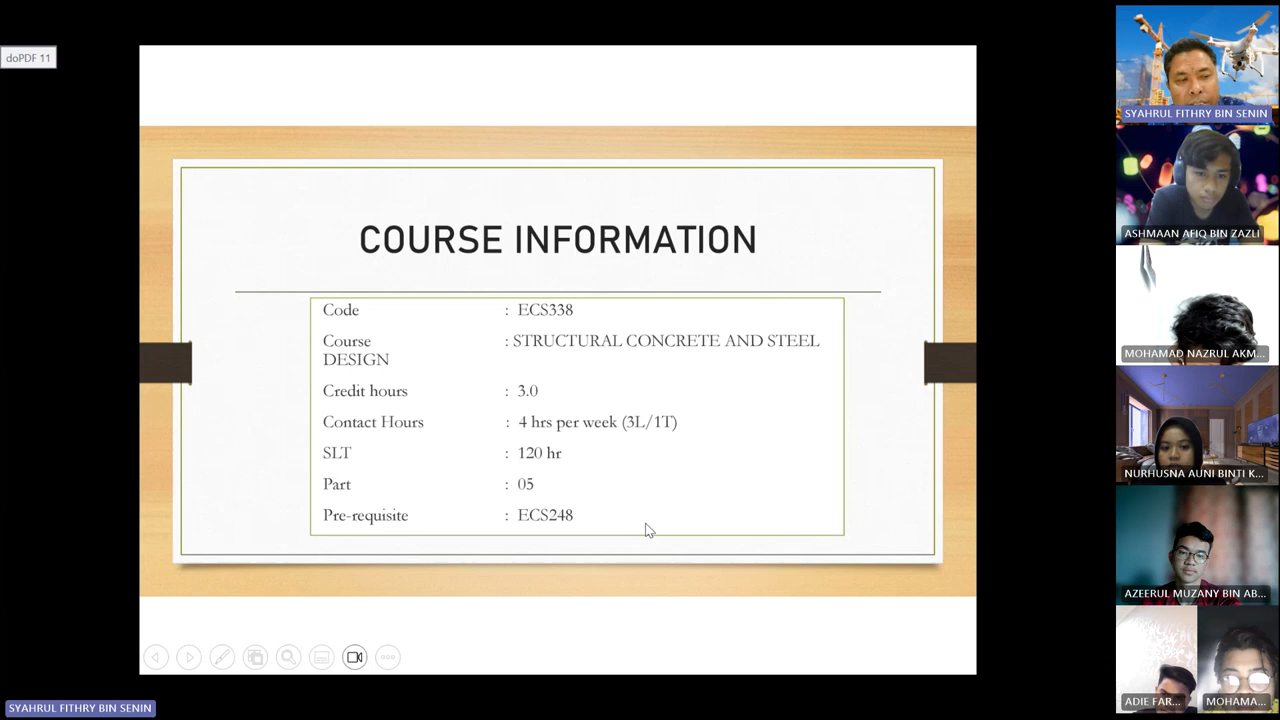 doPDF 11
COURSE INFORMATION
Code : ECS338
Course : STRUCTURAL CONCRETE AND STEEL
DESIGN
Credit hours : 3.0
Contact Hours : 4 hrs per week (3L/1T)
SLT : 120 hr
Part : 05
Pre-requisite : ECS248
SYAHRUL FITHRY BIN SENIN
SYAHRUL FITHRY BIN SENIN
ASHMAAN AFIQ BIN ZAZLI
MOHAMAD NAZRUL AKM...
NURHUSNA AUNI BINTI K...
AZEERUL MUZANY BIN AB...
ADIE FAR...
MOHAMA...